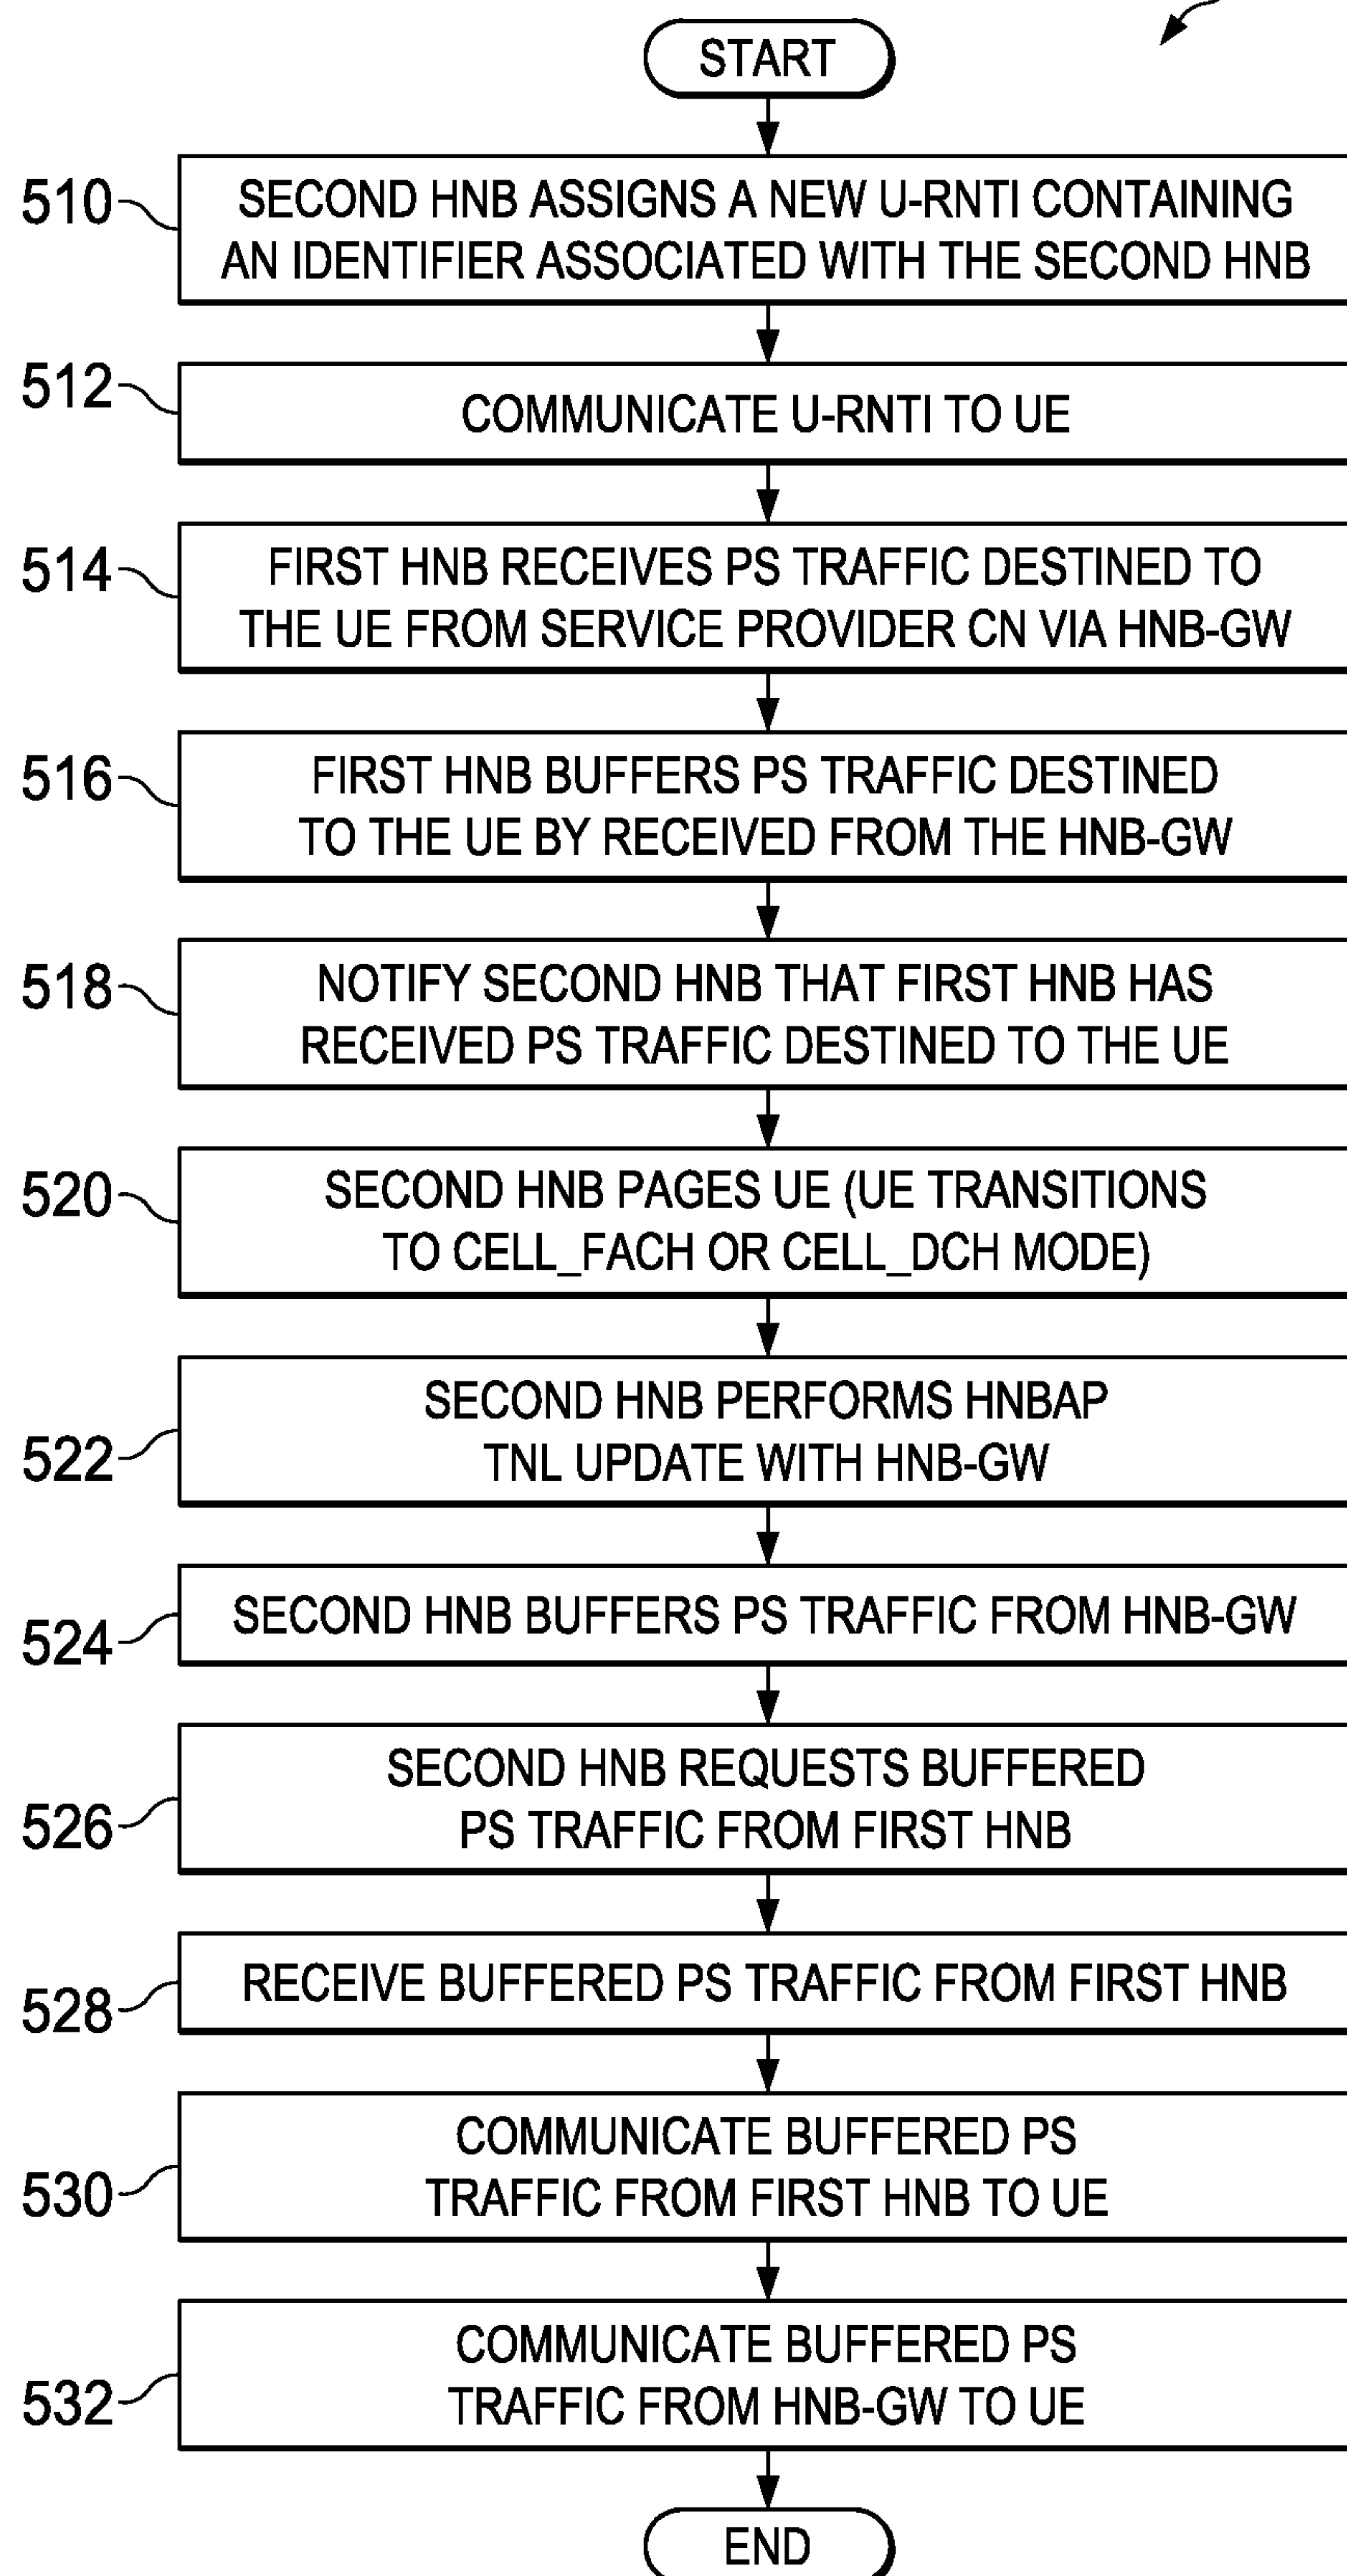 START
510
SECOND HNB ASSIGNS A NEW U-RNTI CONTAINING
AN IDENTIFIER ASSOCIATED WITH THE SECOND HNB
512
COMMUNICATE U-RNTI TO UE
514
FIRST HNB RECEIVES PS TRAFFIC DESTINED TO
THE UE FROM SERVICE PROVIDER CN VIA HNB-GW
516
FIRST HNB BUFFERS PS TRAFFIC DESTINED
TO THE UE BY RECEIVED FROM THE HNB-GW
518
NOTIFY SECOND HNB THAT FIRST HNB HAS
RECEIVED PS TRAFFIC DESTINED TO THE UE
520
SECOND HNB PAGES UE (UE TRANSITIONS
TO CELL_FACH OR CELL_DCH MODE)
522
SECOND HNB PERFORMS HNBAP
TNL UPDATE WITH HNB-GW
524
SECOND HNB BUFFERS PS TRAFFIC FROM HNB-GW
526
SECOND HNB REQUESTS BUFFERED
PS TRAFFIC FROM FIRST HNB
528
RECEIVE BUFFERED PS TRAFFIC FROM FIRST HNB
530
COMMUNICATE BUFFERED PS
TRAFFIC FROM FIRST HNB TO UE
532
COMMUNICATE BUFFERED PS
TRAFFIC FROM HNB-GW TO UE
END